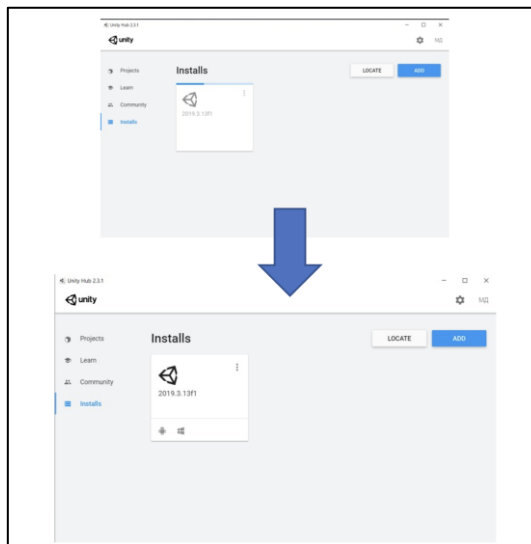 Unity Hub 2.3.1
unity
МД
Projects
Learn
Community
Installs
Installs
LOCATE
ADD
2019.3.13f1
Unity Hub 2.3.1
unity
МД
Projects
Learn
Community
Installs
Installs
LOCATE
ADD
2019.3.13f1